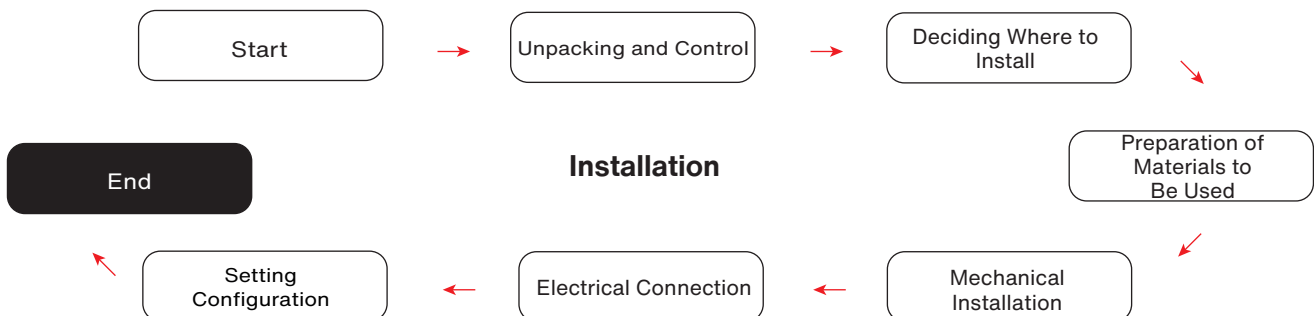 Start
Unpacking and Control
Deciding Where to
Install
Preparation of
Materials to
Be Used
Installation
End
Mechanical
Installation
Electrical Connection
Setting
Configuration